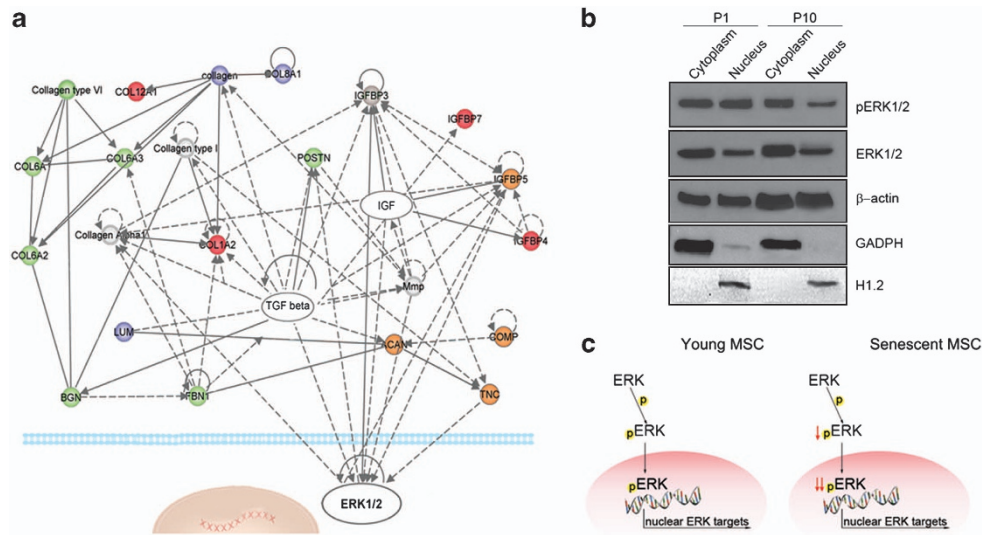 a
Collagen type VI
COL12A1
collagen
COL8A1
IGFBP3
IGFBP7
COL6A
COL6A3
Collagen type I
POSTN
IGFBP5
IGF
Collagen Alpha1
COL1A2
COL6A2
IGFBP4
Mmp
TGF beta
LUM
ACAN
COMP
BGN
FBN1
TNC
ERK1/2
b
P1 P10
Cytoplasm Nucleus Cytoplasm Nucleus
pERK1/2
ERK1/2
β–actin
GADPH
H1.2
c
Young MSC Senescent MSC
ERK ERK
p p
pERK pERK
pERK pERK
nuclear ERK targets nuclear ERK targets